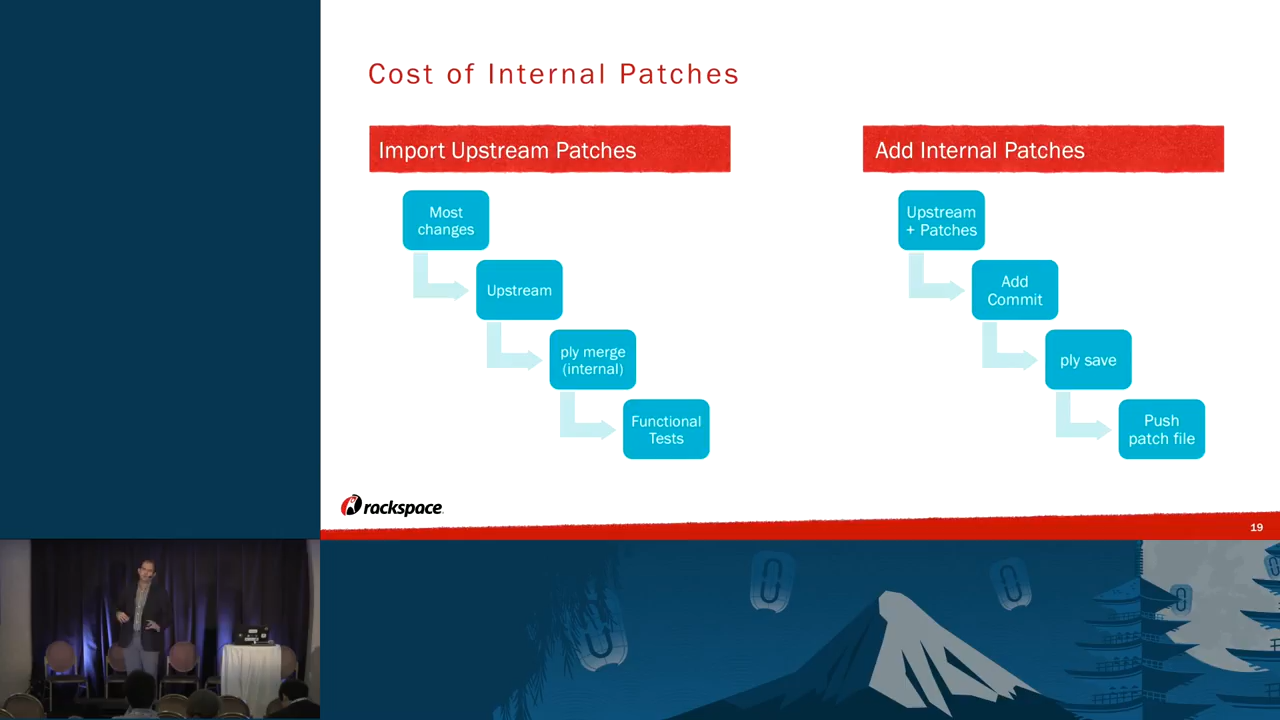 Cost of Internal Patches
Import Upstream Patches
Most
changes
Upstream
ply merge
(internal)
Functional
Tests
Add Internal Patches
Upstream
+ Patches
Add
Commit
ply save
Push
patch file
rackspace
19